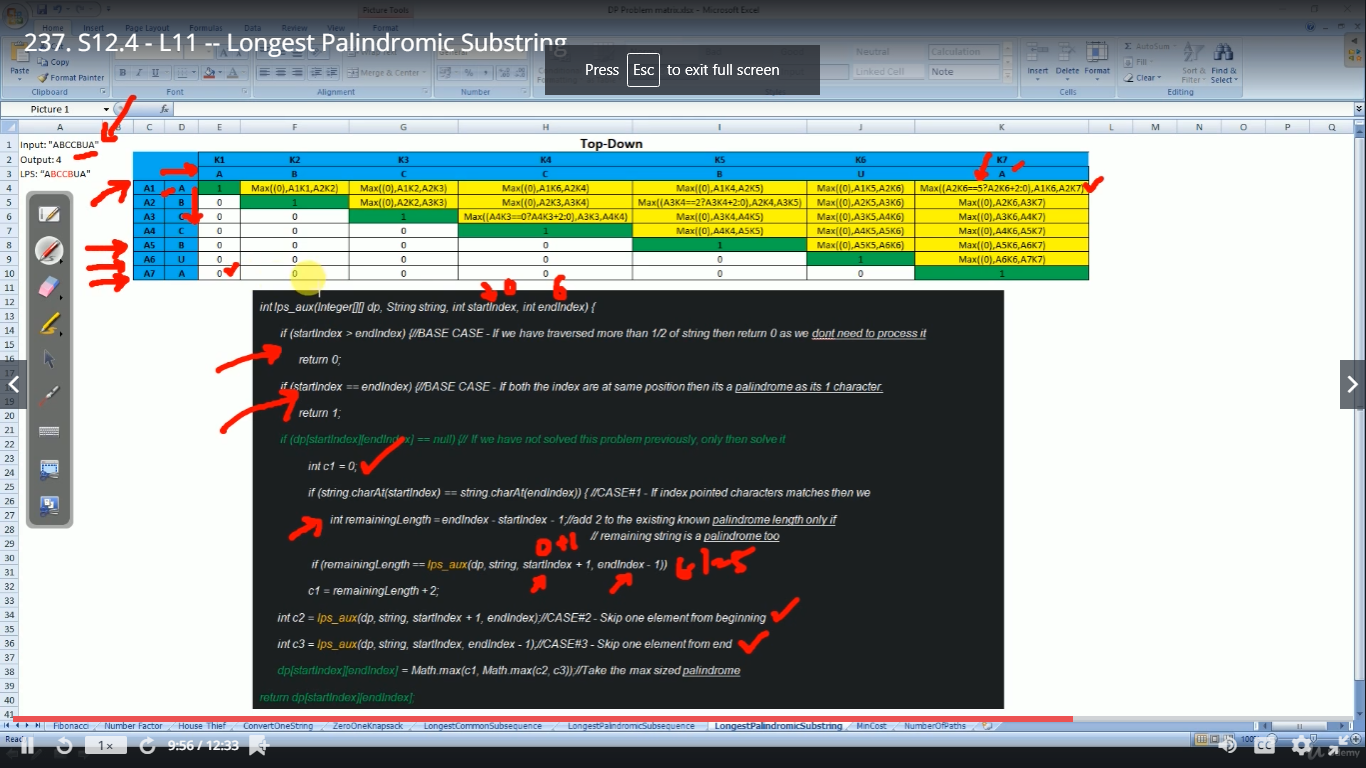 Picture Tools
DP Problem matrix.xlsx - Microsoft Excel
Home Insert Page Layout Formulas Data Review View Format
237. S12.4 - L11 -- Longest Palindromic Substring
Press Esc to exit full screen
Paste
Copy
Format Painter
B I U
Merge & Center
Neutral Calculation
Linked Cell Note
Insert Delete Format
AutoSum
Fill
Clear
Sort & Filter
Find & Select
Clipboard Font Alignment Number Styles Cells Editing
Picture 1 fx
A B C D E F G H I J K L M N O P Q
1 Input: "ABCCBUA" Top-Down
2 Output: 4 K1 K2 K3 K4 K5 K6 K7
3 LPS: "ABCCBUA" A B C C B U A
4 A1 A 1 Max((0),A1K1,A2K2) Max((0),A1K2,A2K3) Max((0),A1K6,A2K4) Max((0),A1K4,A2K5) Max((0),A1K5,A2K6) Max((A2K6==5?A2K6+2:0),A1K6,A2K7)
5 A2 B 0 1 Max((0),A2K2,A3K3) Max((0),A2K3,A3K4) Max((A3K4==2?A3K4+2:0),A2K4,A3K5) Max((0),A2K5,A3K6) Max((0),A2K6,A3K7)
6 A3 C 0 0 1 Max((A4K3==0?A4K3+2:0),A3K3,A4K4) Max((0),A3K4,A4K5) Max((0),A3K5,A4K6) Max((0),A3K6,A4K7)
7 A4 C 0 0 0 1 Max((0),A4K4,A5K5) Max((0),A4K5,A5K6) Max((0),A4K6,A5K7)
8 A5 B 0 0 0 0 1 Max((0),A5K5,A6K6) Max((0),A5K6,A6K7)
9 A6 U 0 0 0 0 0 1 Max((0),A6K6,A7K7)
10 A7 A 0 0 0 0 0 0 1
0 6
int lps_aux(Integer[][] dp, String string, int startIndex, int endIndex) {
if (startIndex > endIndex) {//BASE CASE - If we have traversed more than 1/2 of string then return 0 as we dont need to process it
return 0;
if (startIndex == endIndex) {//BASE CASE - If both the index are at same position then its a palindrome as its 1 character.
return 1;
if (dp[startIndex][endIndex] == null) {// If we have not solved this problem previously, only then solve it
int c1 = 0;
if (string.charAt(startIndex) == string.charAt(endIndex)) { //CASE#1 - If index pointed characters matches then we
int remainingLength = endIndex - startIndex - 1;//add 2 to the existing known palindrome length only if
// remaining string is a palindrome too
0+1
if (remainingLength == lps_aux(dp, string, startIndex + 1, endIndex - 1))
c1 = remainingLength + 2;
int c2 = lps_aux(dp, string, startIndex + 1, endIndex);//CASE#2 - Skip one element from beginning
int c3 = lps_aux(dp, string, startIndex, endIndex - 1);//CASE#3 - Skip one element from end
dp[startIndex][endIndex] = Math.max(c1, Math.max(c2, c3));//Take the max sized palindrome
return dp[startIndex][endIndex];
Fibonacci Number Factor House Thief ConvertOneString ZeroOneKnapsack LongestCommonSubsequence LongestPalindromicSubsequence LongestPalindromicSubstring MinCost NumberOfPaths
1× 9:56 / 12:33
CC